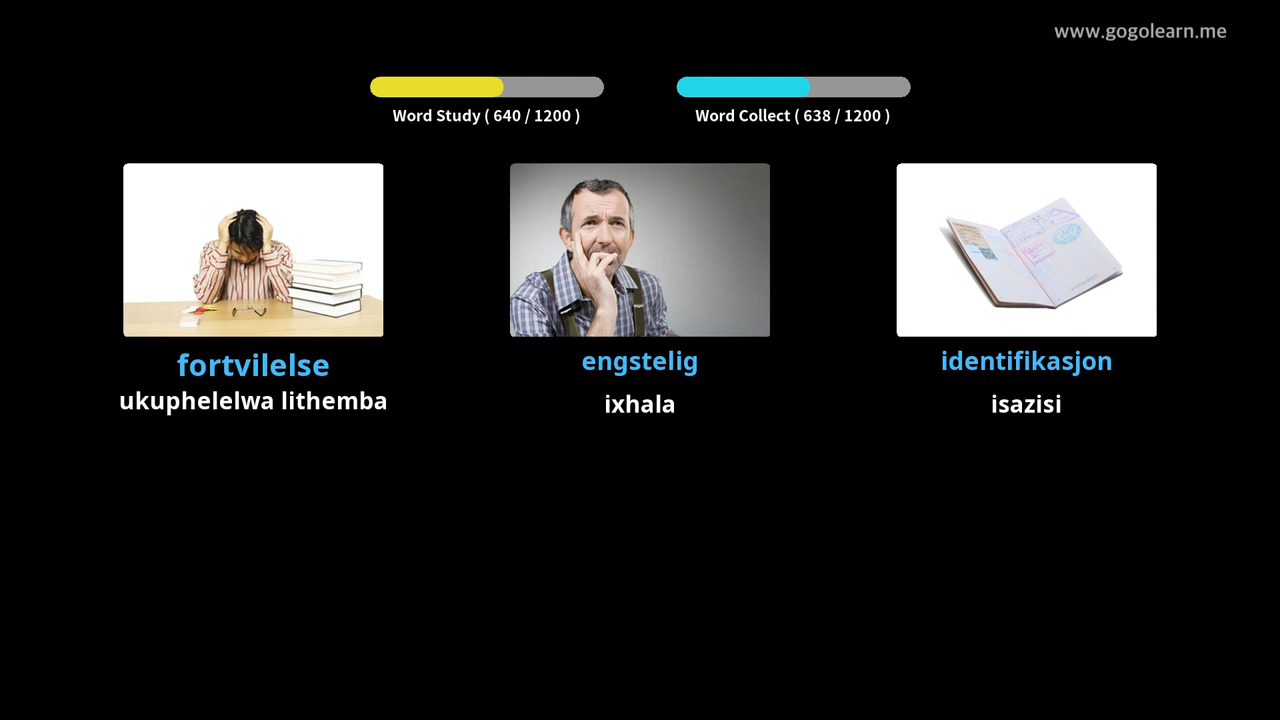 www.gogolearn.me
Word Study ( 640 / 1200 )
Word Collect ( 638 / 1200 )
fortvilelse
engstelig
identifikasjon
ukuphelelwa lithemba
ixhala
isazisi